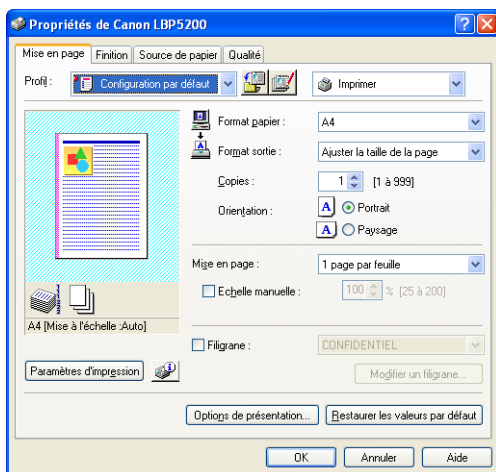 Propriétés de Canon LBP5200
Mise en page Finition Source de papier Qualité
Profil : Configuration par défaut Imprimer
Format papier : A4
Format sortie : Ajuster la taille de la page
Copies : 1 [1 à 999]
Orientation : A Portrait
A Paysage
Mise en page : 1 page par feuille
Echelle manuelle : 100 % [25 à 200]
A4 [Mise à l'échelle :Auto]
Filigrane : CONFIDENTIEL
Paramètres d'impression Modifier un filigrane...
Options de présentation... Restaurer les valeurs par défaut
OK Annuler Aide